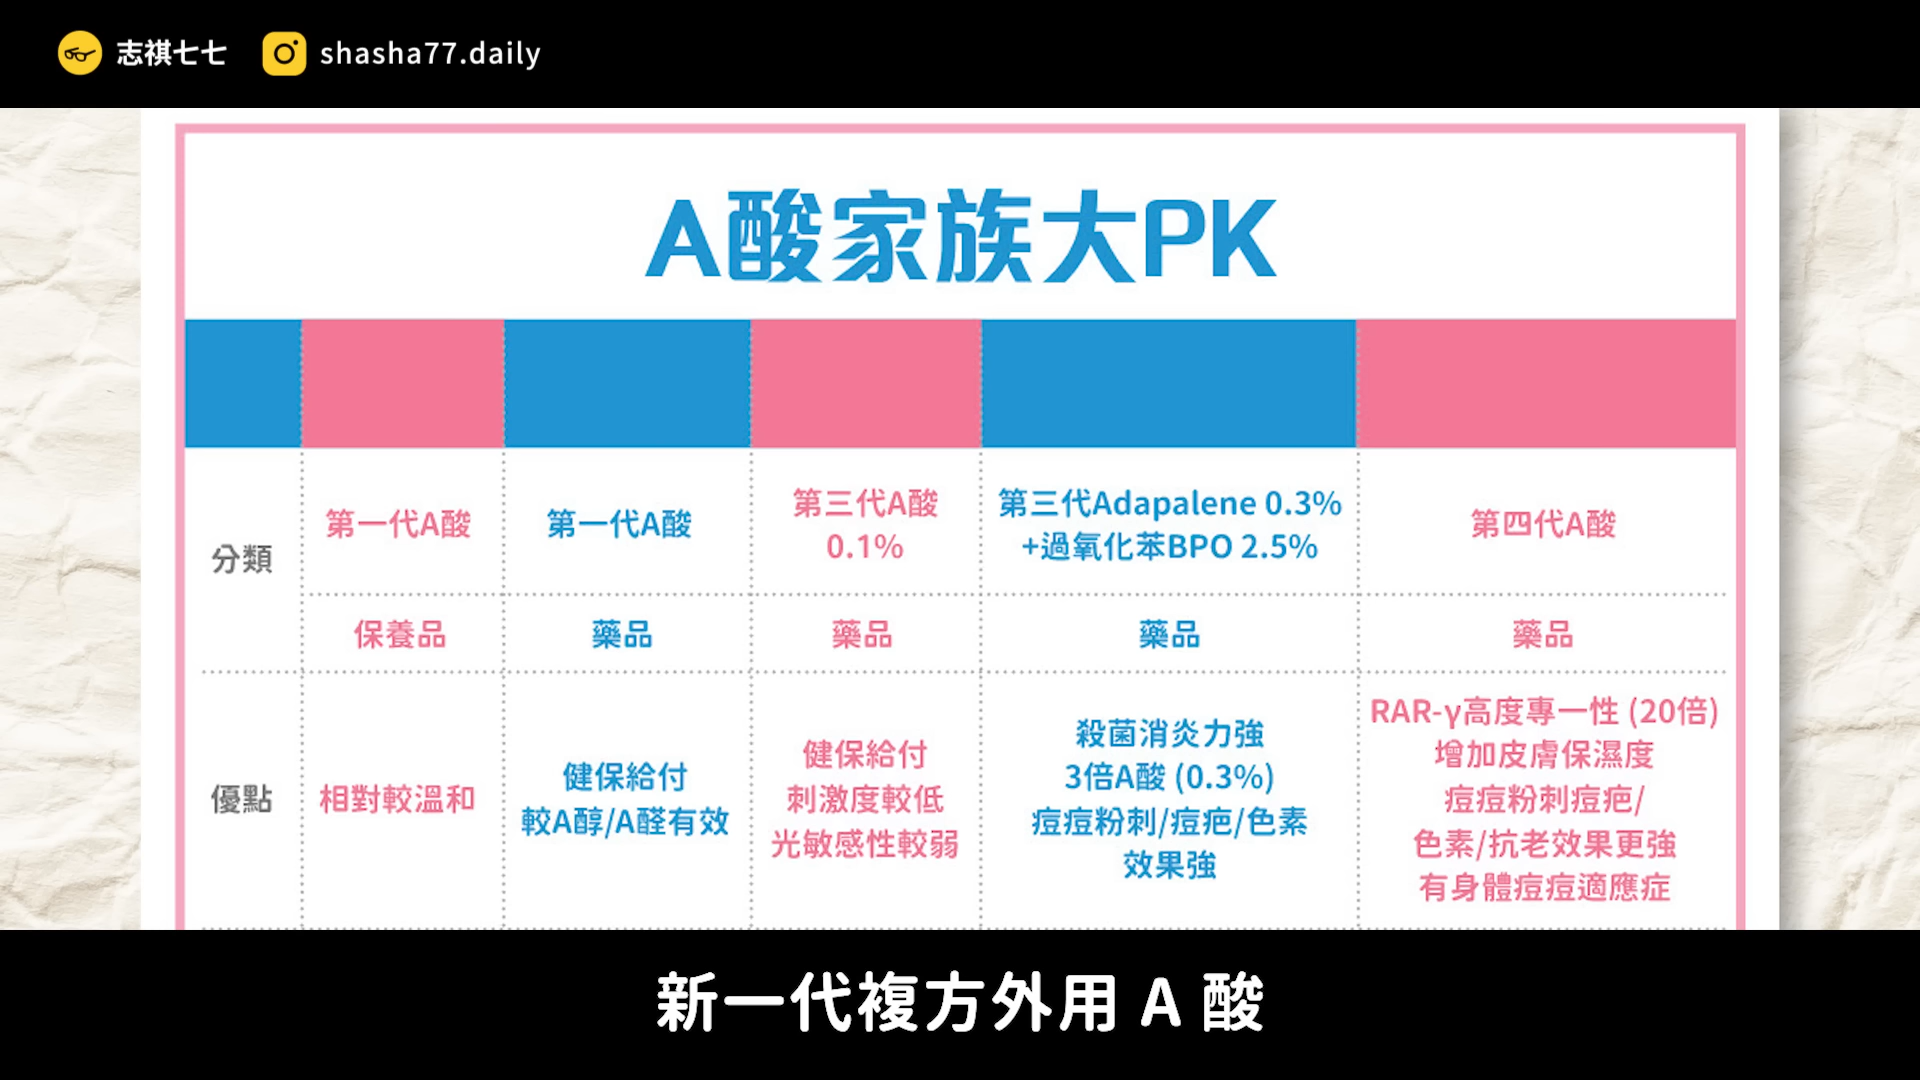 志祺七七
shasha77.daily
A酸家族大PK
分類
第一代A酸
第一代A酸
第三代A酸
0.1%
第三代Adapalene 0.3%
+過氧化苯BPO 2.5%
第四代A酸
保養品
藥品
藥品
藥品
藥品
優點
相對較溫和
健保給付
較A醇/A醛有效
健保給付
刺激度較低
光敏感性較弱
殺菌消炎力強
3倍A酸 (0.3%)
痘痘粉刺/痘疤/色素
效果強
RAR-γ高度專一性 (20倍)
增加皮膚保濕度
痘痘粉刺痘疤/
色素/抗老效果更強
有身體痘痘適應症
新一代複方外用 A 酸